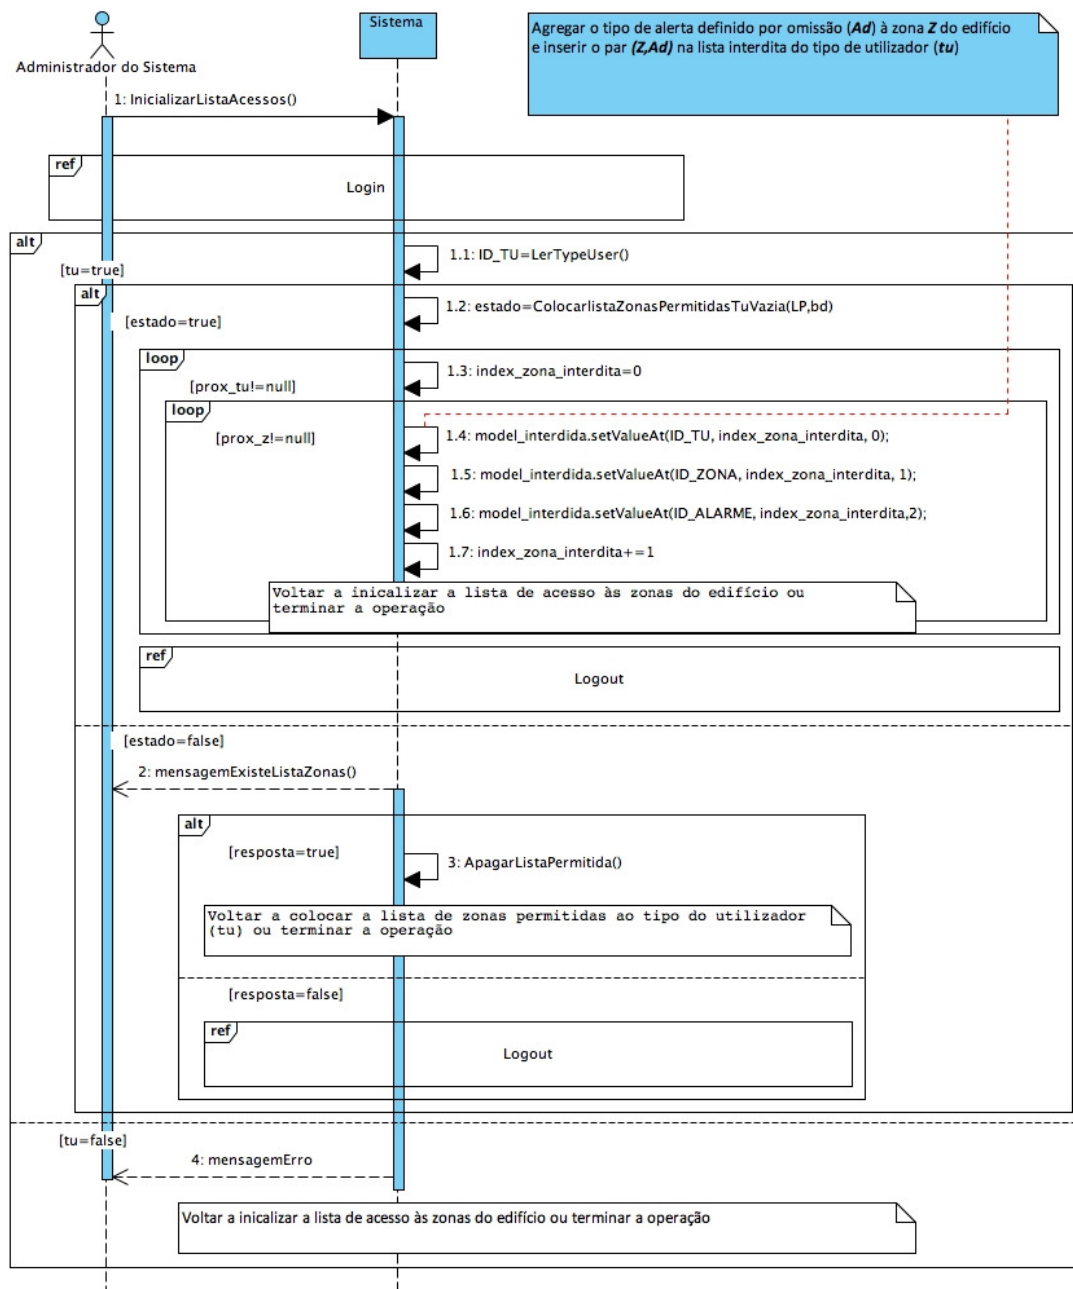 Sistema
Agregar o tipo de alerta definido por omissão (Ad) à zona Z do edifício
e inserir o par (Z,Ad) na lista interdita do tipo de utilizador (tu)
Administrador do Sistema
1: InicializarListaAcessos()
ref
Login
alt
1.1: ID_TU=LerTypeUser()
[tu=true]
alt
1.2: estado=ColocarlistaZonasPermitidasTuVazia(LP,bd)
[estado=true]
loop
1.3: index_zona_interdita=0
[prox_tu!=null]
loop
1.4: model_interdida.setValueAt(ID_TU, index_zona_interdita, 0);
[prox_z!=null]
1.5: model_interdida.setValueAt(ID_ZONA, index_zona_interdita, 1);
1.6: model_interdida.setValueAt(ID_ALARME, index_zona_interdita,2);
1.7: index_zona_interdita+=1
Voltar a inicalizar a lista de acesso às zonas do edifício ou
terminar a operação
ref
Logout
[estado=false]
2: mensagemExisteListaZonas()
alt
[resposta=true]
3: ApagarListaPermitida()
Voltar a colocar a lista de zonas permitidas ao tipo do utilizador
(tu) ou terminar a operação
[resposta=false]
ref
Logout
[tu=false]
4: mensagemErro
Voltar a inicalizar a lista de acesso às zonas do edifício ou terminar a operação